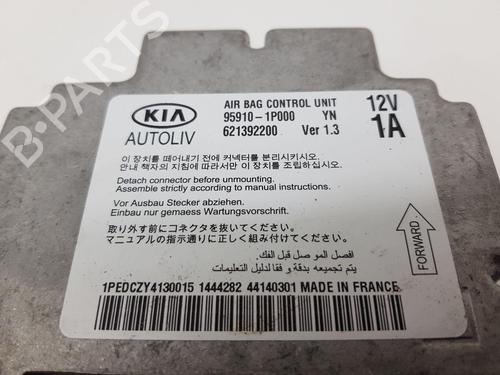 B-PARTS
KIA
AUTOLIV
AIR BAG CONTROL UNIT
95910-1P000 YN
621392200 Ver 1.3
12V
1A
이 장치를 떼어내기 전에 커넥터를 분리시키시오.
안내 책자의 지침에 따라서만 이 장치를 조립하십시오.
Detach connector before unmounting.
Assemble strictly according to manual instructions.
Vor Ausbau Stecker abziehen.
Einbau nur gemaess Wartungsvorschrift.
取り外す前にコネクタを抜いてください。
マニュアルの指示通りに正しく組み付けてください。
افصل الموصل قبل الفك.
يتم تجميعه بدقة و فقا لدليل التعليمات
FORWARD
1PEDCZY4130015 1444282 44140301 MADE IN FRANCE